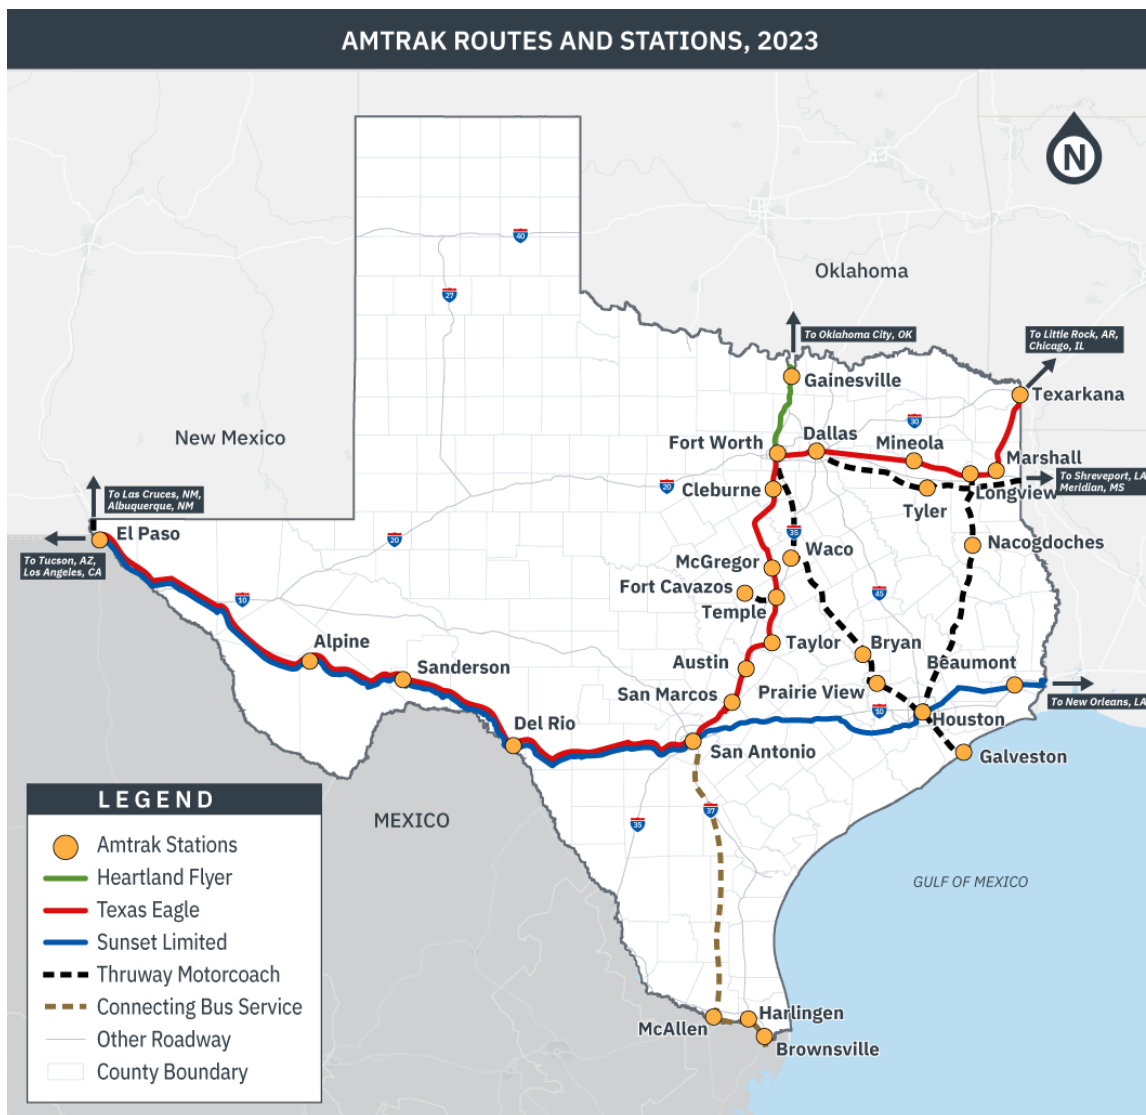 AMTRAK ROUTES AND STATIONS, 2023
N
40
Oklahoma
27
To Oklahoma City, OK
To Little Rock, AR,
Chicago, IL
Gainesville
Texarkana
30
New Mexico
Fort Worth
Dallas
Mineola
Marshall
To Shreveport, LA
Meridian, MS
Cleburne
20
Tyler
Longview
To Las Cruces, NM,
Albuquerque, NM
El Paso
20
35
To Tucson, AZ,
Los Angeles, CA
Waco
Nacogdoches
McGregor
Fort Cavazos
45
10
Temple
Alpine
Taylor
Bryan
Sanderson
Austin
Beaumont
San Marcos
Prairie View
To New Orleans, LA
10
Houston
Del Rio
San Antonio
Galveston
LEGEND
Amtrak Stations
Heartland Flyer
Texas Eagle
Sunset Limited
Thruway Motorcoach
Connecting Bus Service
Other Roadway
County Boundary
MEXICO
37
35
GULF OF MEXICO
McAllen
Harlingen
Brownsville